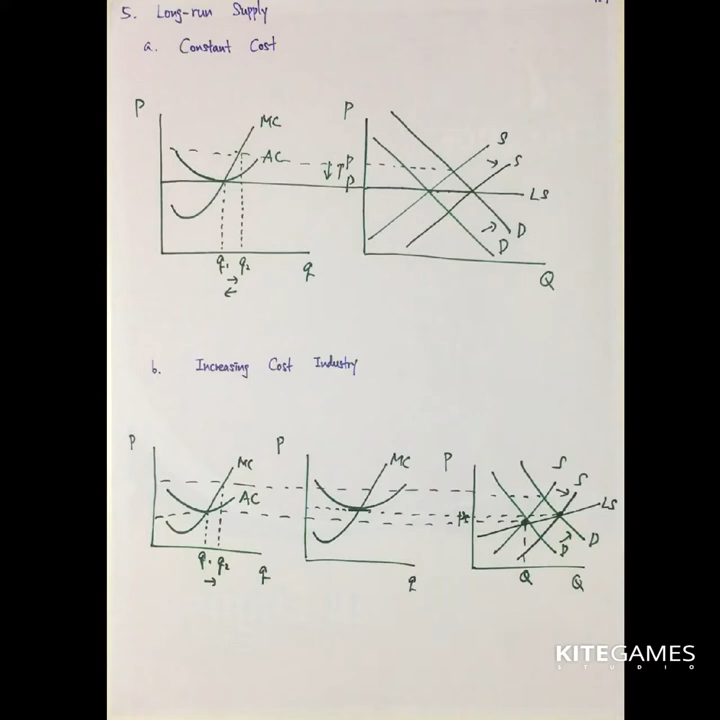 5. Long-run Supply
a. Constant Cost
P
MC
AC
q₁ q₂
q
P
P
P
S
S
LS
D
D
Q
b. Increasing Cost Industry
P
MC
AC
q₁ q₂
q
P
MC
q
P
S
S
LS
D
D
Q
Q
KITEGAMES
STUDIO